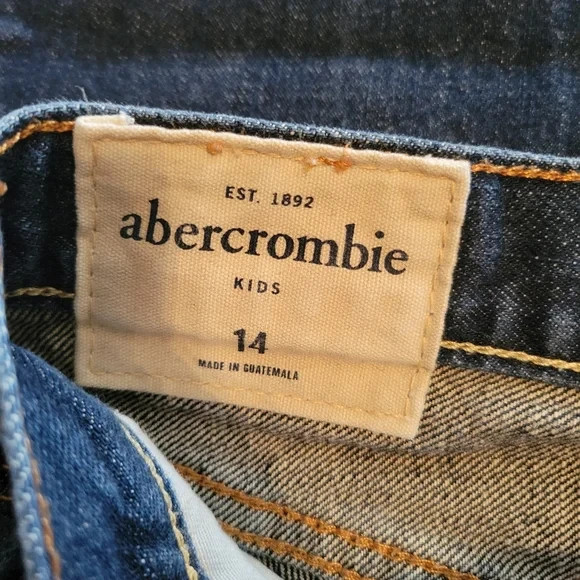 EST. 1892
abercrombie
KIDS
14
MADE IN GUATEMALA